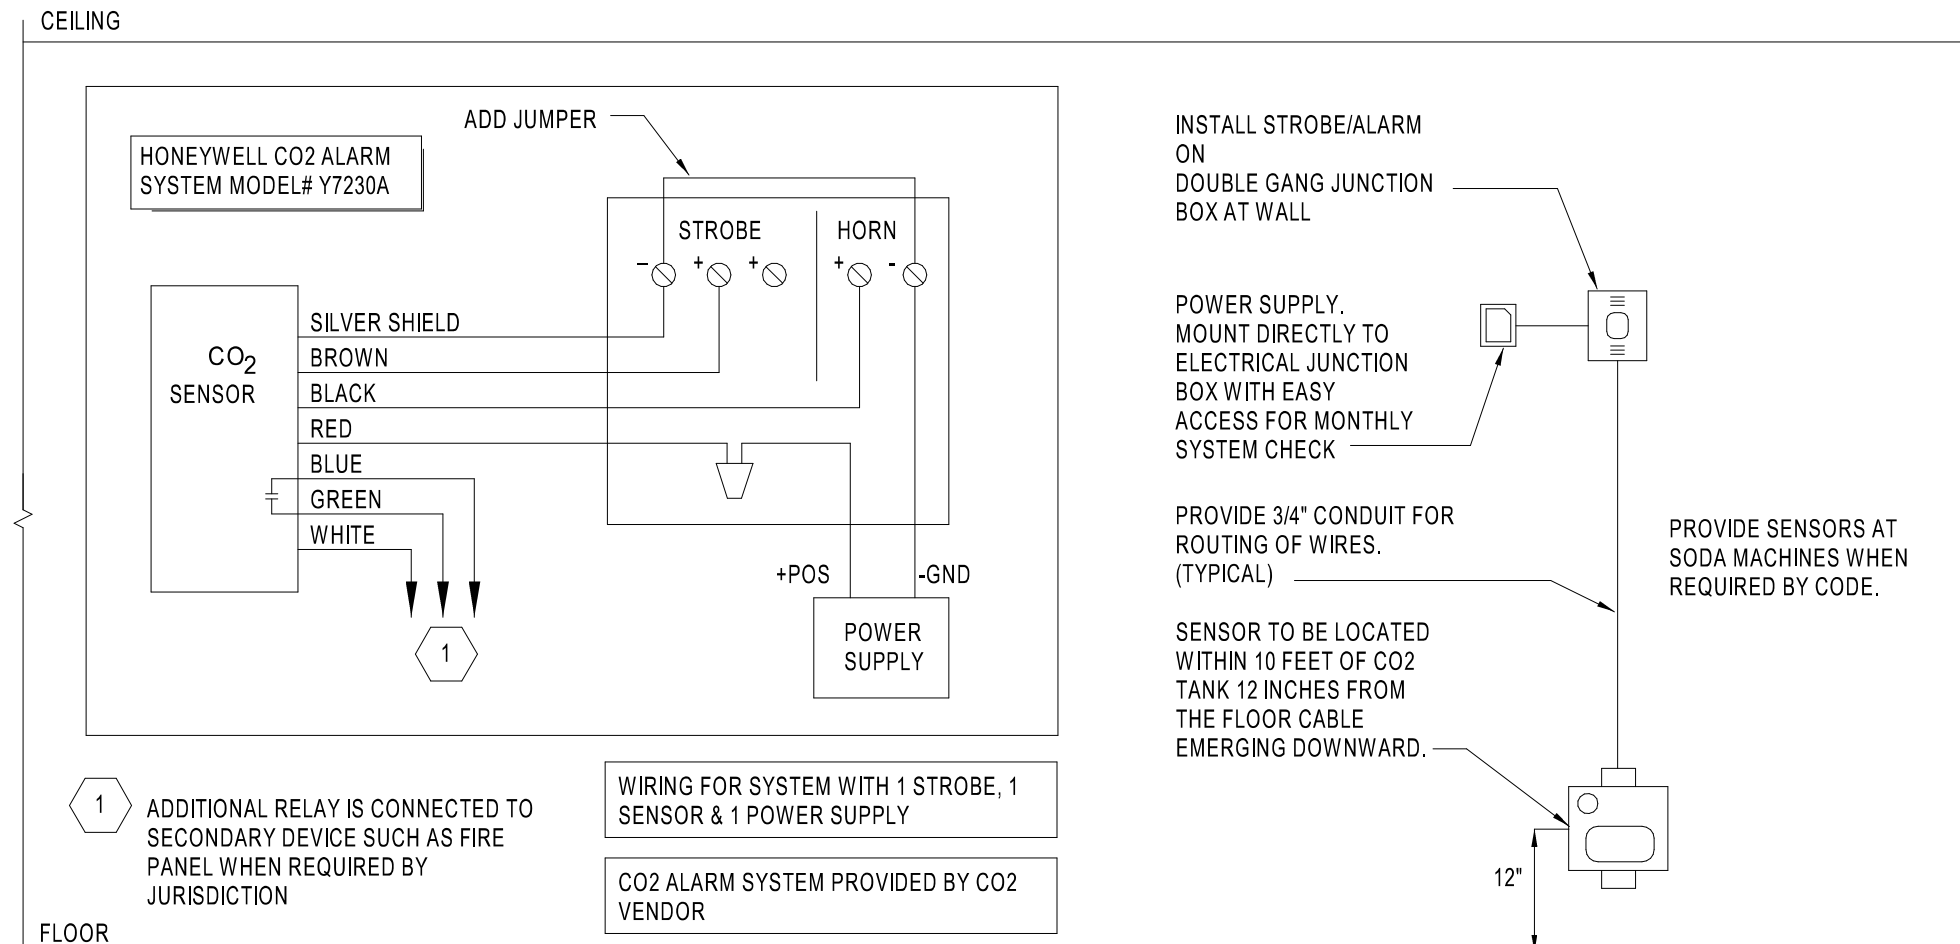 CEILING
ADD JUMPER
HONEYWELL CO2 ALARM
SYSTEM MODEL# Y7230A
STROBE
HORN
– + + + -
CO2
SENSOR
SILVER SHIELD
BROWN
BLACK
RED
BLUE
GREEN
WHITE
+POS
-GND
POWER
SUPPLY
1
1
ADDITIONAL RELAY IS CONNECTED TO
SECONDARY DEVICE SUCH AS FIRE
PANEL WHEN REQUIRED BY
JURISDICTION
WIRING FOR SYSTEM WITH 1 STROBE, 1
SENSOR & 1 POWER SUPPLY
CO2 ALARM SYSTEM PROVIDED BY CO2
VENDOR
FLOOR
INSTALL STROBE/ALARM
ON
DOUBLE GANG JUNCTION
BOX AT WALL
POWER SUPPLY.
MOUNT DIRECTLY TO
ELECTRICAL JUNCTION
BOX WITH EASY
ACCESS FOR MONTHLY
SYSTEM CHECK
PROVIDE 3/4" CONDUIT FOR
ROUTING OF WIRES.
(TYPICAL)
PROVIDE SENSORS AT
SODA MACHINES WHEN
REQUIRED BY CODE.
SENSOR TO BE LOCATED
WITHIN 10 FEET OF CO2
TANK 12 INCHES FROM
THE FLOOR CABLE
EMERGING DOWNWARD.
12"